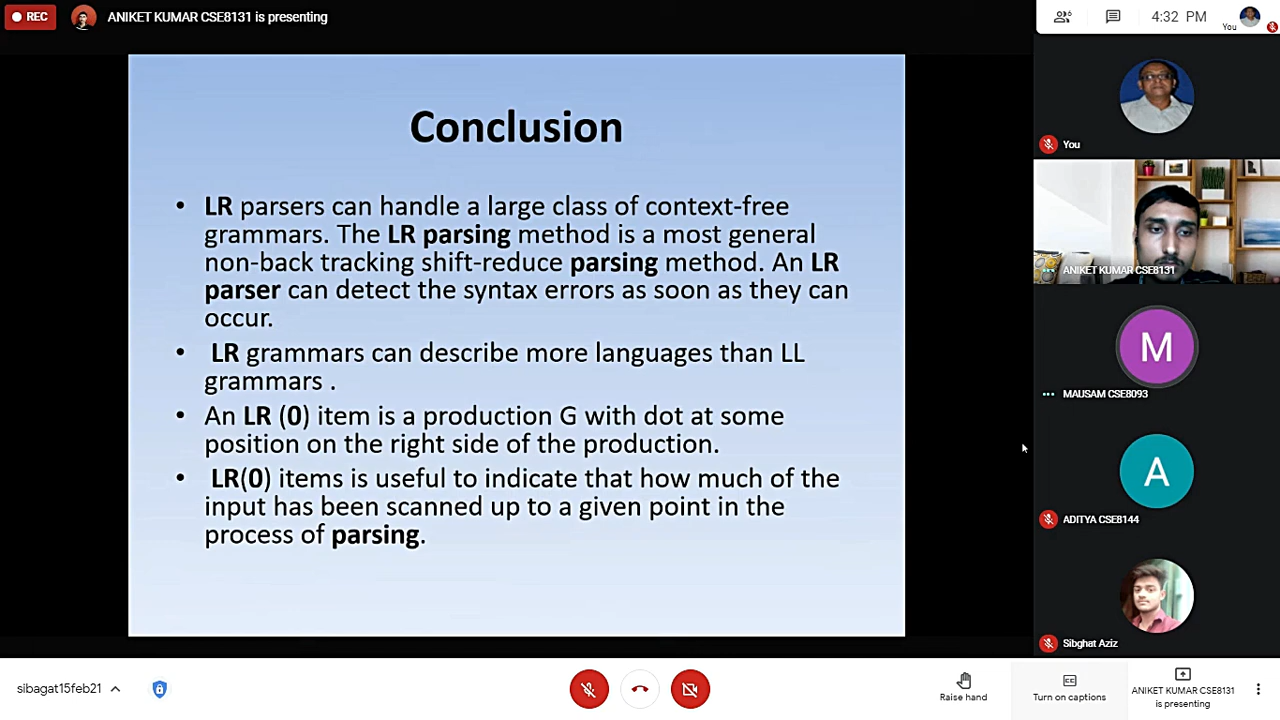 REC
ANIKET KUMAR CSE8131 is presenting
4:32 PM
You
Conclusion
• LR parsers can handle a large class of context-free
grammars. The LR parsing method is a most general
non-back tracking shift-reduce parsing method. An LR
parser can detect the syntax errors as soon as they can
occur.
• LR grammars can describe more languages than LL
grammars .
• An LR (0) item is a production G with dot at some
position on the right side of the production.
• LR(0) items is useful to indicate that how much of the
input has been scanned up to a given point in the
process of parsing.
You
ANIKET KUMAR CSE8131
M
MAUSAM CSE8093
A
ADITYA CSE8144
Sibghat Aziz
sibagat15feb21
Raise hand
CC
Turn on captions
ANIKET KUMAR CSE8131
is presenting